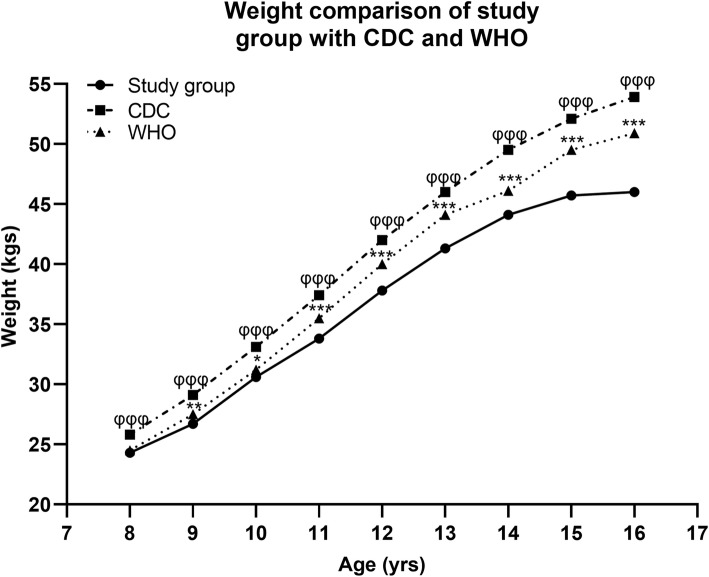 Weight comparison of study
group with CDC and WHO
55
50
45
40
35
30
25
20
Weight (kgs)
Study group
CDC
WHO
φφφ
φφφ
**
φφφ
*
φφφ
***
φφφ
***
φφφ
***
φφφ
***
φφφ
***
φφφ
***
7 8 9 10 11 12 13 14 15 16 17
Age (yrs)